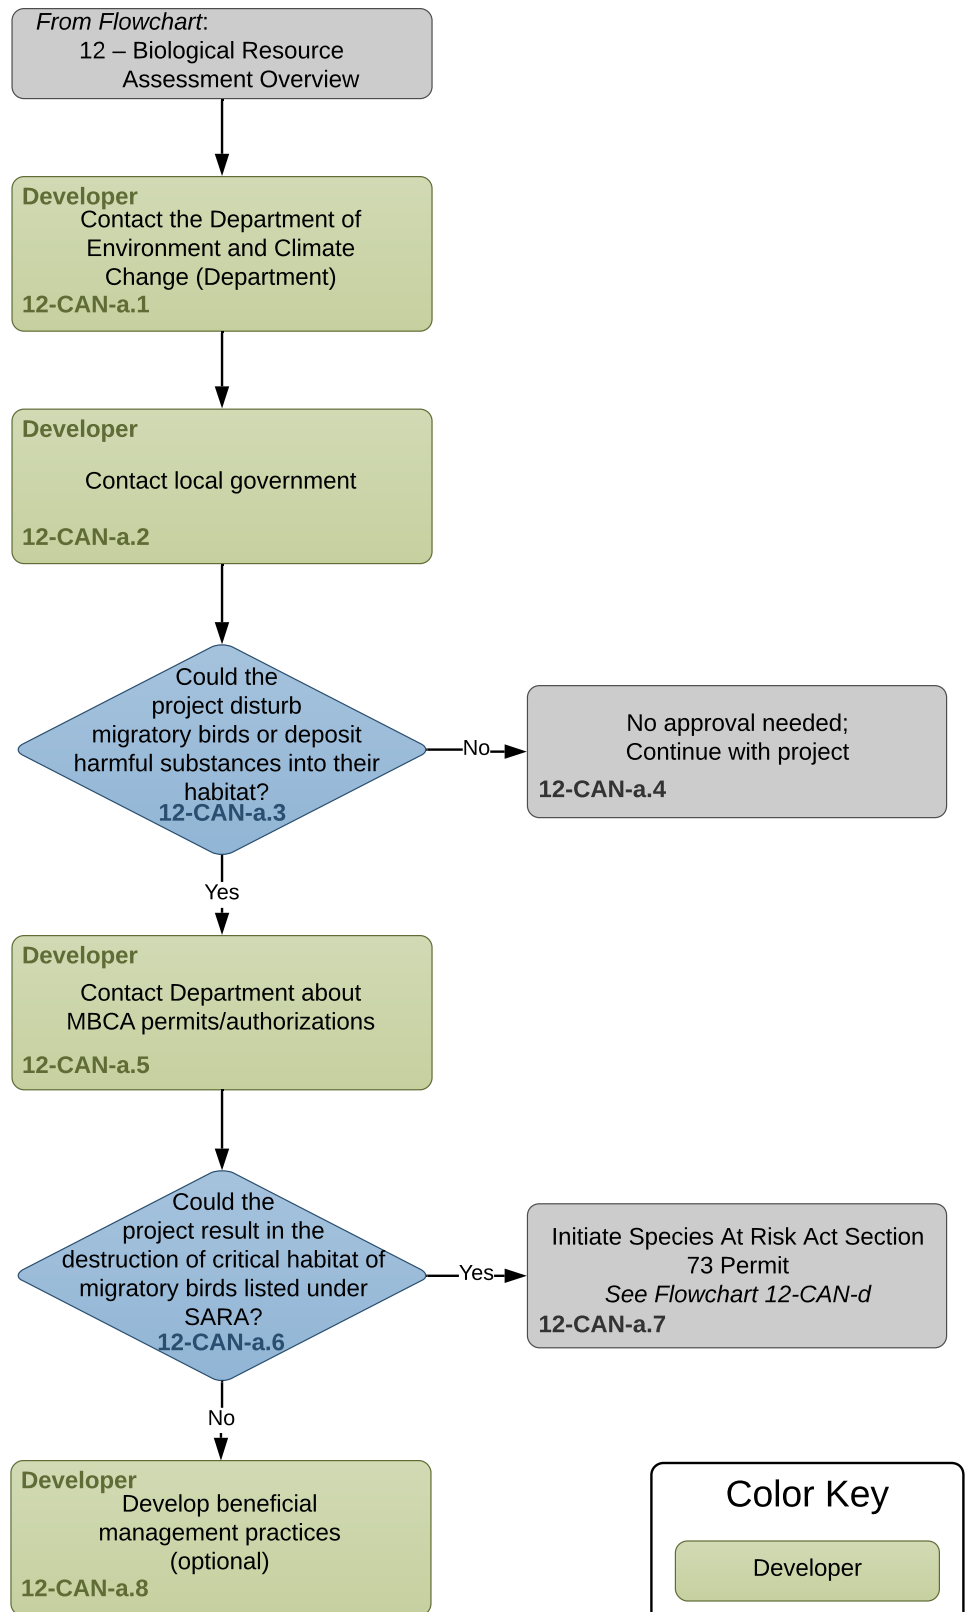 From Flowchart:
12 – Biological Resource
Assessment Overview
Developer
Contact the Department of
Environment and Climate
Change (Department)
12-CAN-a.1
Developer
Contact local government
12-CAN-a.2
Could the
project disturb
migratory birds or deposit
harmful substances into their
habitat?
12-CAN-a.3
No
No approval needed;
Continue with project
12-CAN-a.4
Yes
Developer
Contact Department about
MBCA permits/authorizations
12-CAN-a.5
Could the
project result in the
destruction of critical habitat of
migratory birds listed under
SARA?
12-CAN-a.6
Yes
Initiate Species At Risk Act Section
73 Permit
See Flowchart 12-CAN-d
12-CAN-a.7
No
Developer
Develop beneficial
management practices
(optional)
12-CAN-a.8
Color Key
Developer